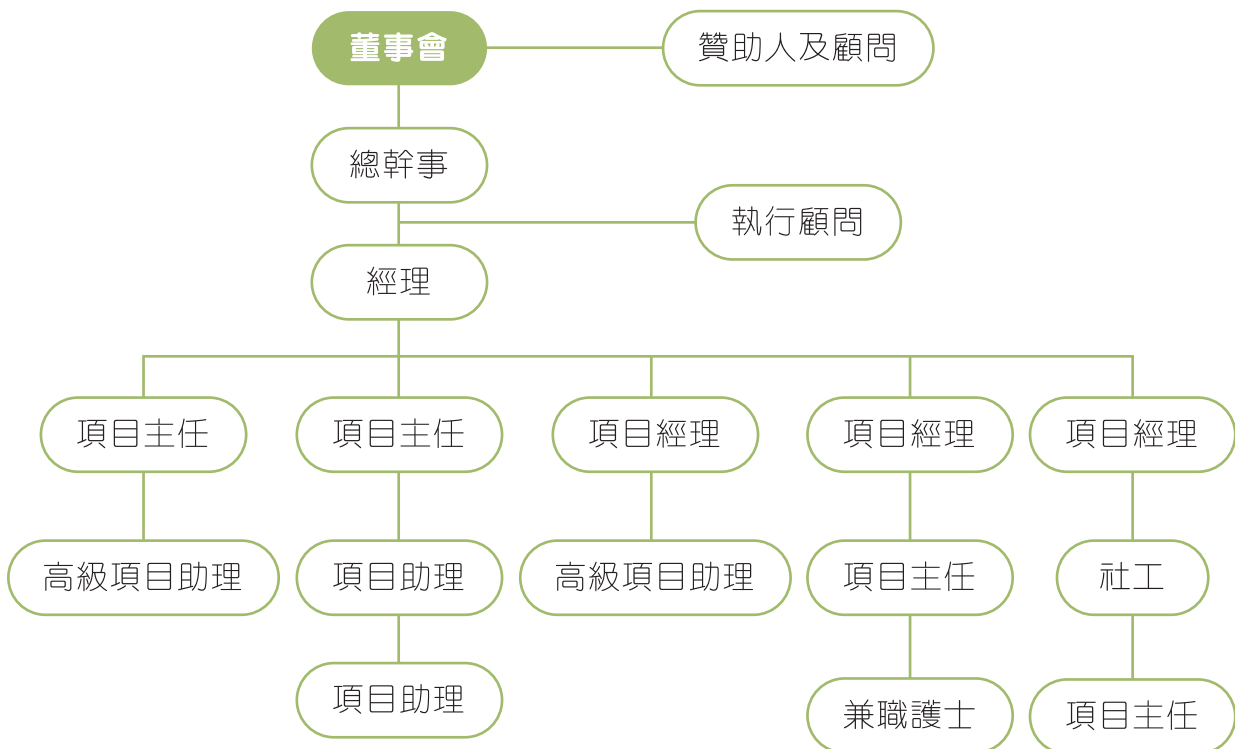 董事會
贊助人及顧問
總幹事
執行顧問
經理
項目主任
項目主任
項目經理
項目經理
項目經理
高級項目助理
項目助理
高級項目助理
項目主任
社工
項目助理
兼職護士
項目主任